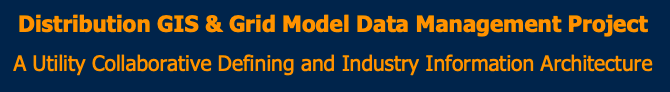 Distribution GIS & Grid Model Data Management Project
A Utility Collaborative Defining and Industry Information Architecture